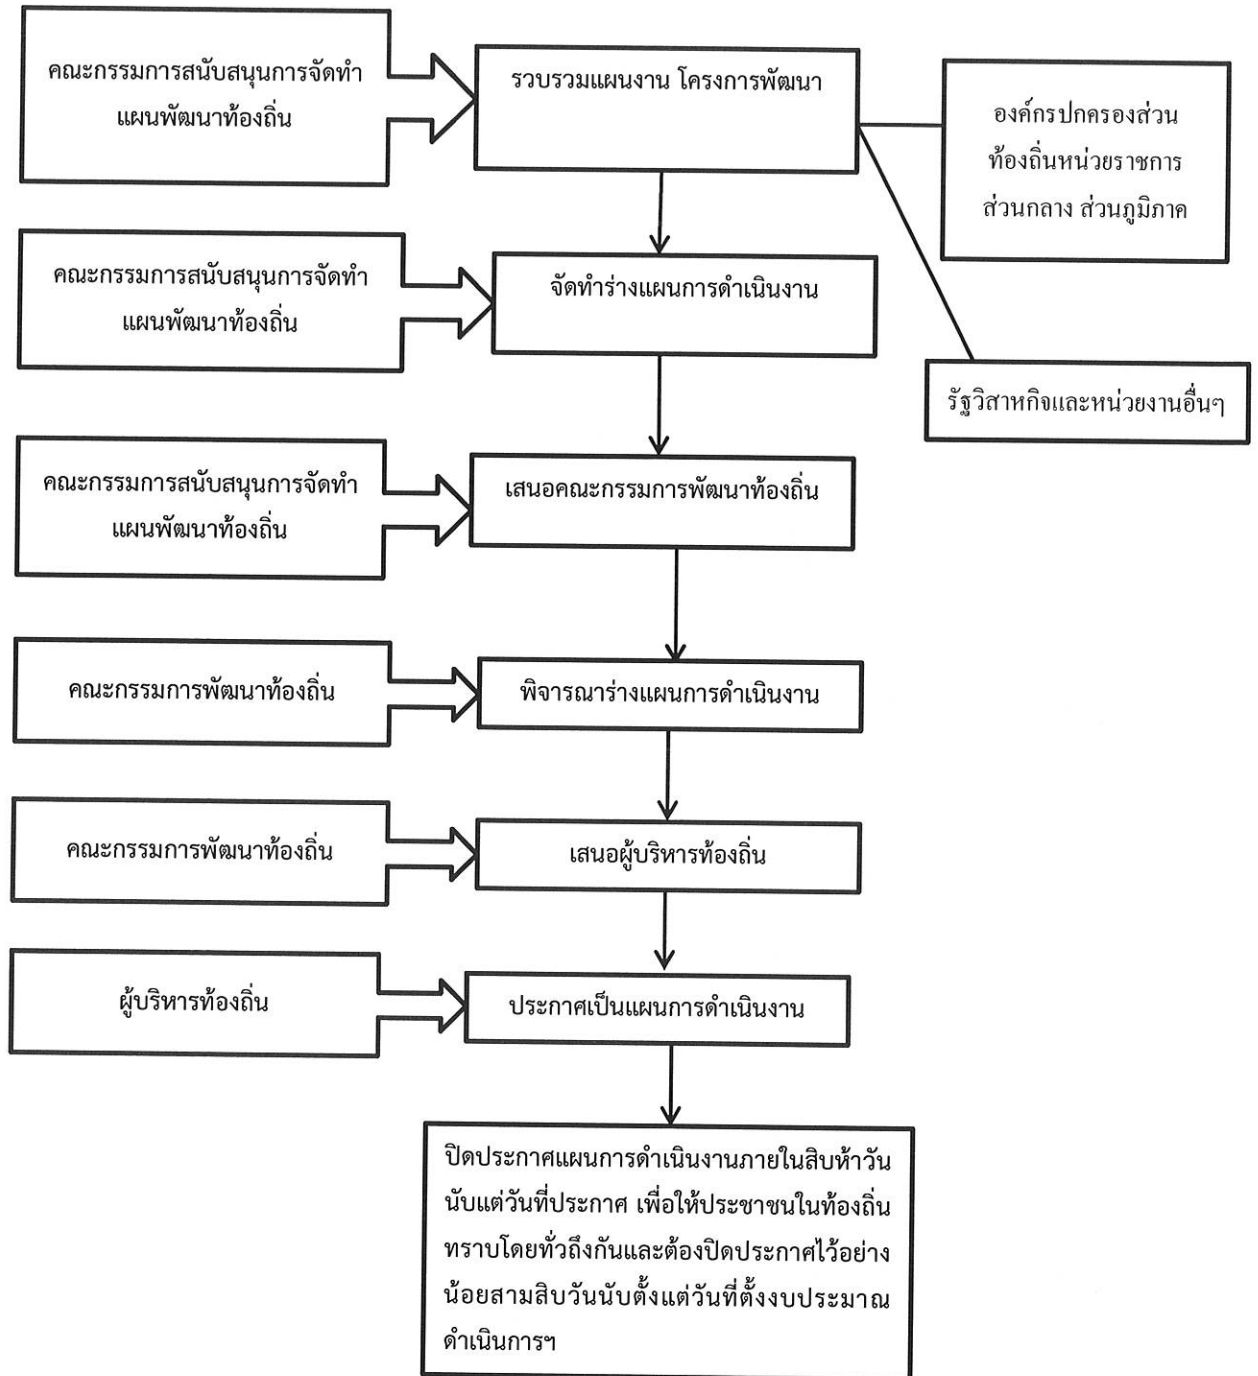 คณะกรรมการสนับสนุนการจัดทำ
แผนพัฒนาท้องถิ่น
รวบรวมแผนงาน โครงการพัฒนา
องค์กรปกครองส่วน
ท้องถิ่นหน่วยราชการ
ส่วนกลาง ส่วนภูมิภาค
คณะกรรมการสนับสนุนการจัดทำ
แผนพัฒนาท้องถิ่น
จัดทำร่างแผนการดำเนินงาน
รัฐวิสาหกิจและหน่วยงานอื่นๆ
คณะกรรมการสนับสนุนการจัดทำ
แผนพัฒนาท้องถิ่น
เสนอคณะกรรมการพัฒนาท้องถิ่น
คณะกรรมการพัฒนาท้องถิ่น
พิจารณาร่างแผนการดำเนินงาน
คณะกรรมการพัฒนาท้องถิ่น
เสนอผู้บริหารท้องถิ่น
ผู้บริหารท้องถิ่น
ประกาศเป็นแผนการดำเนินงาน
ปิดประกาศแผนการดำเนินงานภายในสิบห้าวัน
นับแต่วันที่ประกาศ เพื่อให้ประชาชนในท้องถิ่น
ทราบโดยทั่วถึงกันและต้องปิดประกาศไว้อย่าง
น้อยสามสิบวันนับตั้งแต่วันที่ตั้งงบประมาณ
ดำเนินการฯ